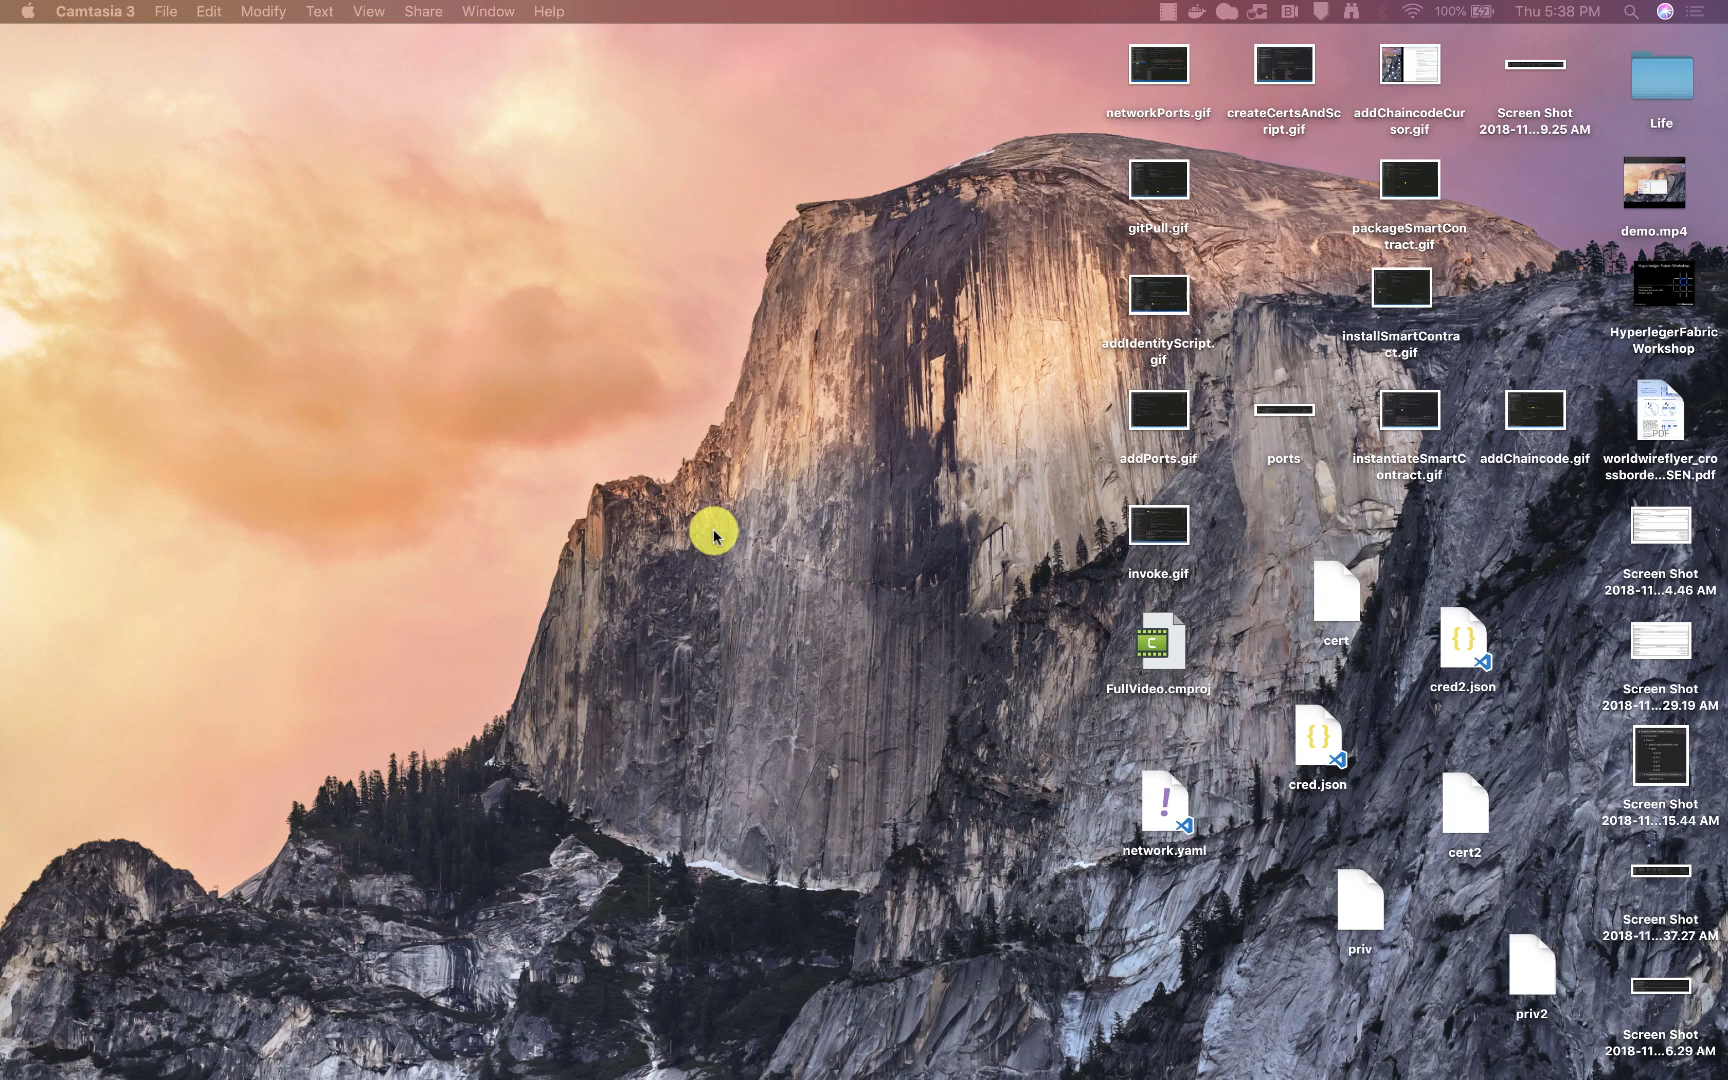 Camtasia 3 File Edit Modify Text View Share Window Help 100% Thu 5:38 PM
networkPorts.gif
createCertsAndSc
ript.gif
addChaincodeCur
sor.gif
Screen Shot
2018-11...9.25 AM
Life
gitPull.gif
packageSmartCon
tract.gif
demo.mp4
addIdentityScript.
gif
installSmartContra
ct.gif
HyperlegerFabric
Workshop
addPorts.gif
ports
instantiateSmartC
ontract.gif
addChaincode.gif
PDF
worldwireflyer_cro
ssborde...SEN.pdf
invoke.gif
Screen Shot
2018-11...4.46 AM
cert
FullVideo.cmproj
cred2.json
Screen Shot
2018-11...29.19 AM
cred.json
Screen Shot
2018-11...15.44 AM
network.yaml
cert2
Screen Shot
2018-11...37.27 AM
priv
priv2
Screen Shot
2018-11...6.29 AM